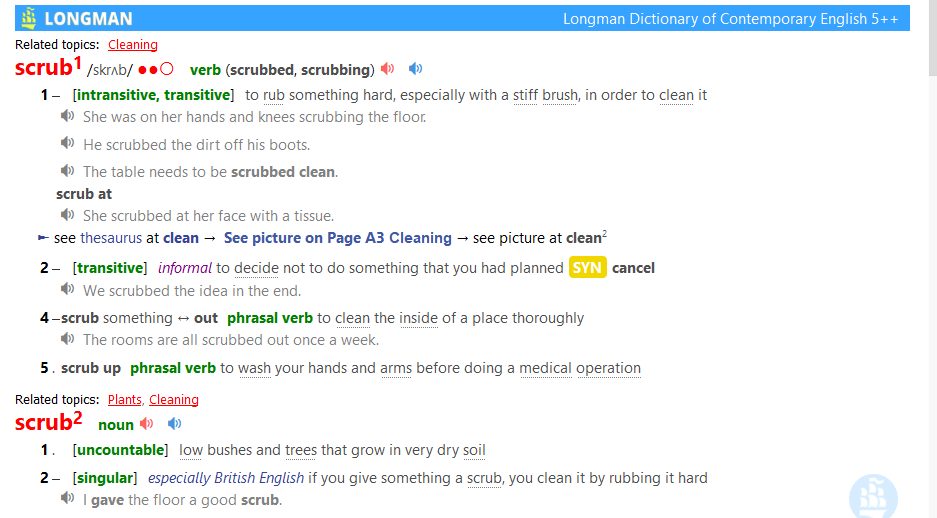 LONGMAN Longman Dictionary of Contemporary English 5++
Related topics: Cleaning
scrub1 /skrʌb/ ●●○ verb (scrubbed, scrubbing)
1 – [intransitive, transitive] to rub something hard, especially with a stiff brush, in order to clean it
She was on her hands and knees scrubbing the floor.
He scrubbed the dirt off his boots.
The table needs to be scrubbed clean.
scrub at
She scrubbed at her face with a tissue.
► see thesaurus at clean → See picture on Page A3 Cleaning → see picture at clean2
2 – [transitive] informal to decide not to do something that you had planned SYN cancel
We scrubbed the idea in the end.
4 –scrub something ↔ out phrasal verb to clean the inside of a place thoroughly
The rooms are all scrubbed out once a week.
5 . scrub up phrasal verb to wash your hands and arms before doing a medical operation
Related topics: Plants, Cleaning
scrub2 noun
1 . [uncountable] low bushes and trees that grow in very dry soil
2 – [singular] especially British English if you give something a scrub, you clean it by rubbing it hard
I gave the floor a good scrub.